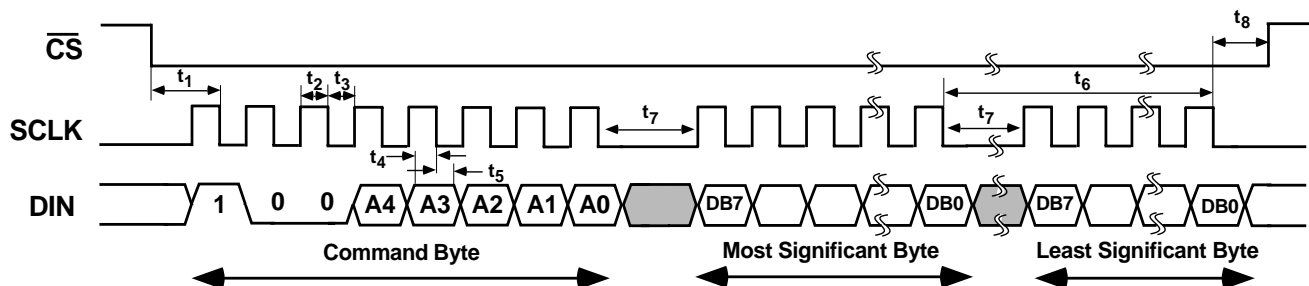 t8
CS
t1
t2
t3
t6
t7
t7
SCLK
t4
t5
DIN
1
0
0
A4
A3
A2
A1
A0
DB7
DB0
DB7
DB0
Command Byte
Most Significant Byte
Least Significant Byte